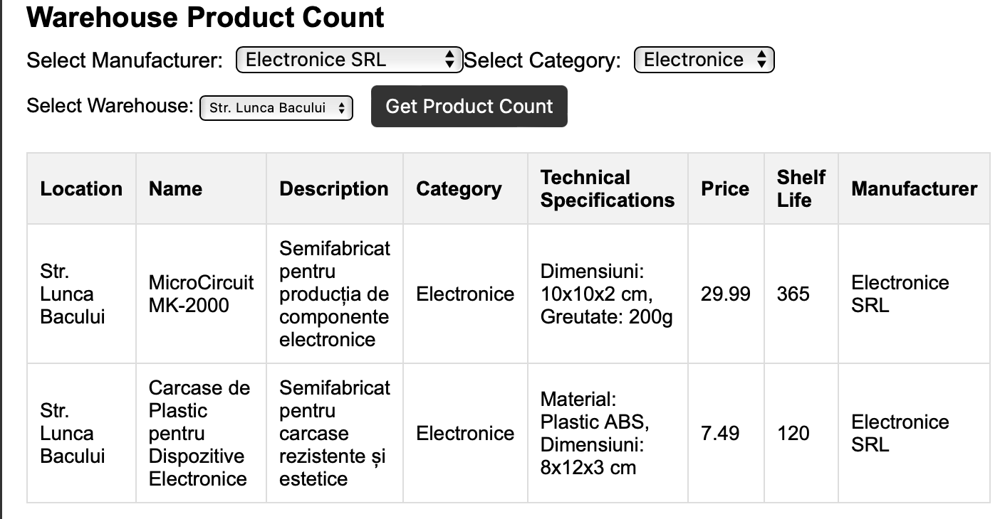 Warehouse Product Count
Select Manufacturer: Electronice SRL Select Category: Electronice
Select Warehouse: Str. Lunca Bacului Get Product Count
Location Name Description Category Technical Specifications Price Shelf Life Manufacturer
Str.
Lunca
Bacului
MicroCircuit
MK-2000
Semifabricat
pentru
producția de
componente
electronice
Electronice
Dimensiuni:
10x10x2 cm,
Greutate: 200g
29.99
365
Electronice
SRL
Str.
Lunca
Bacului
Carcase de
Plastic
pentru
Dispozitive
Electronice
Semifabricat
pentru
carcase
rezistente și
estetice
Electronice
Material:
Plastic ABS,
Dimensiuni:
8x12x3 cm
7.49
120
Electronice
SRL